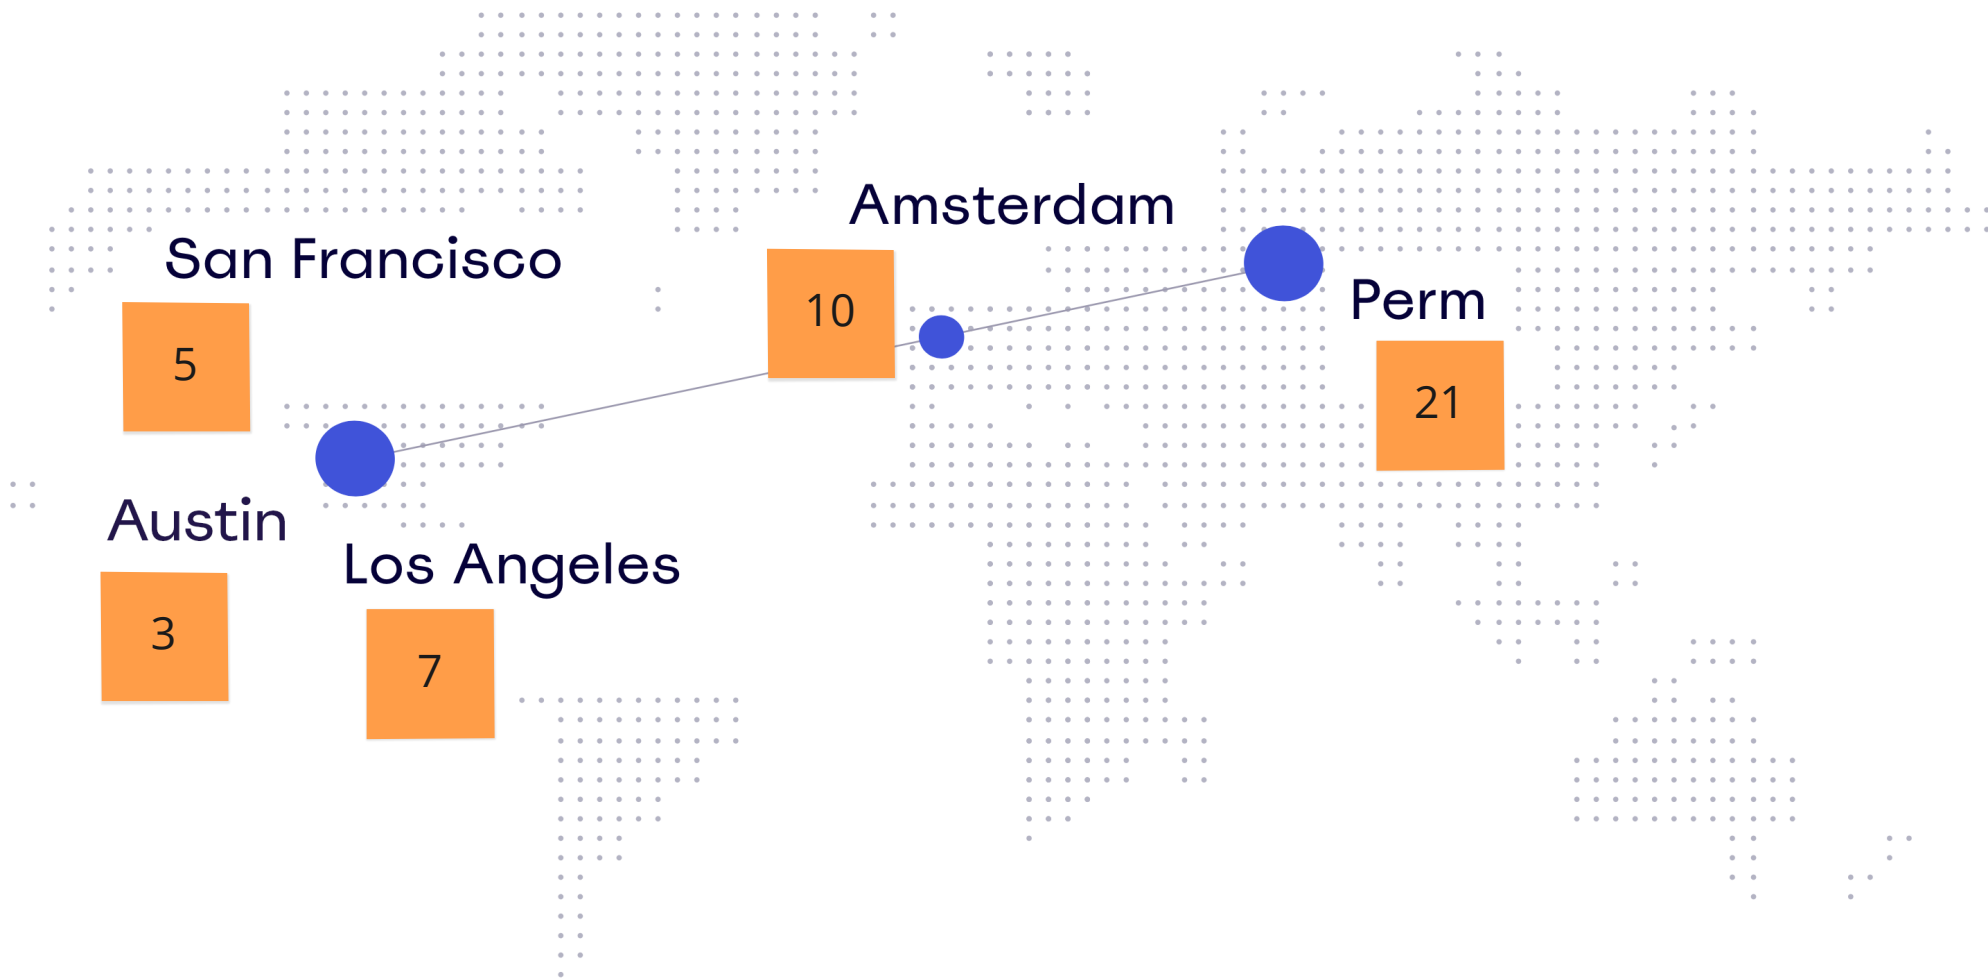 Amsterdam
San Francisco
10
Perm
5
21
Austin
Los Angeles
3
7